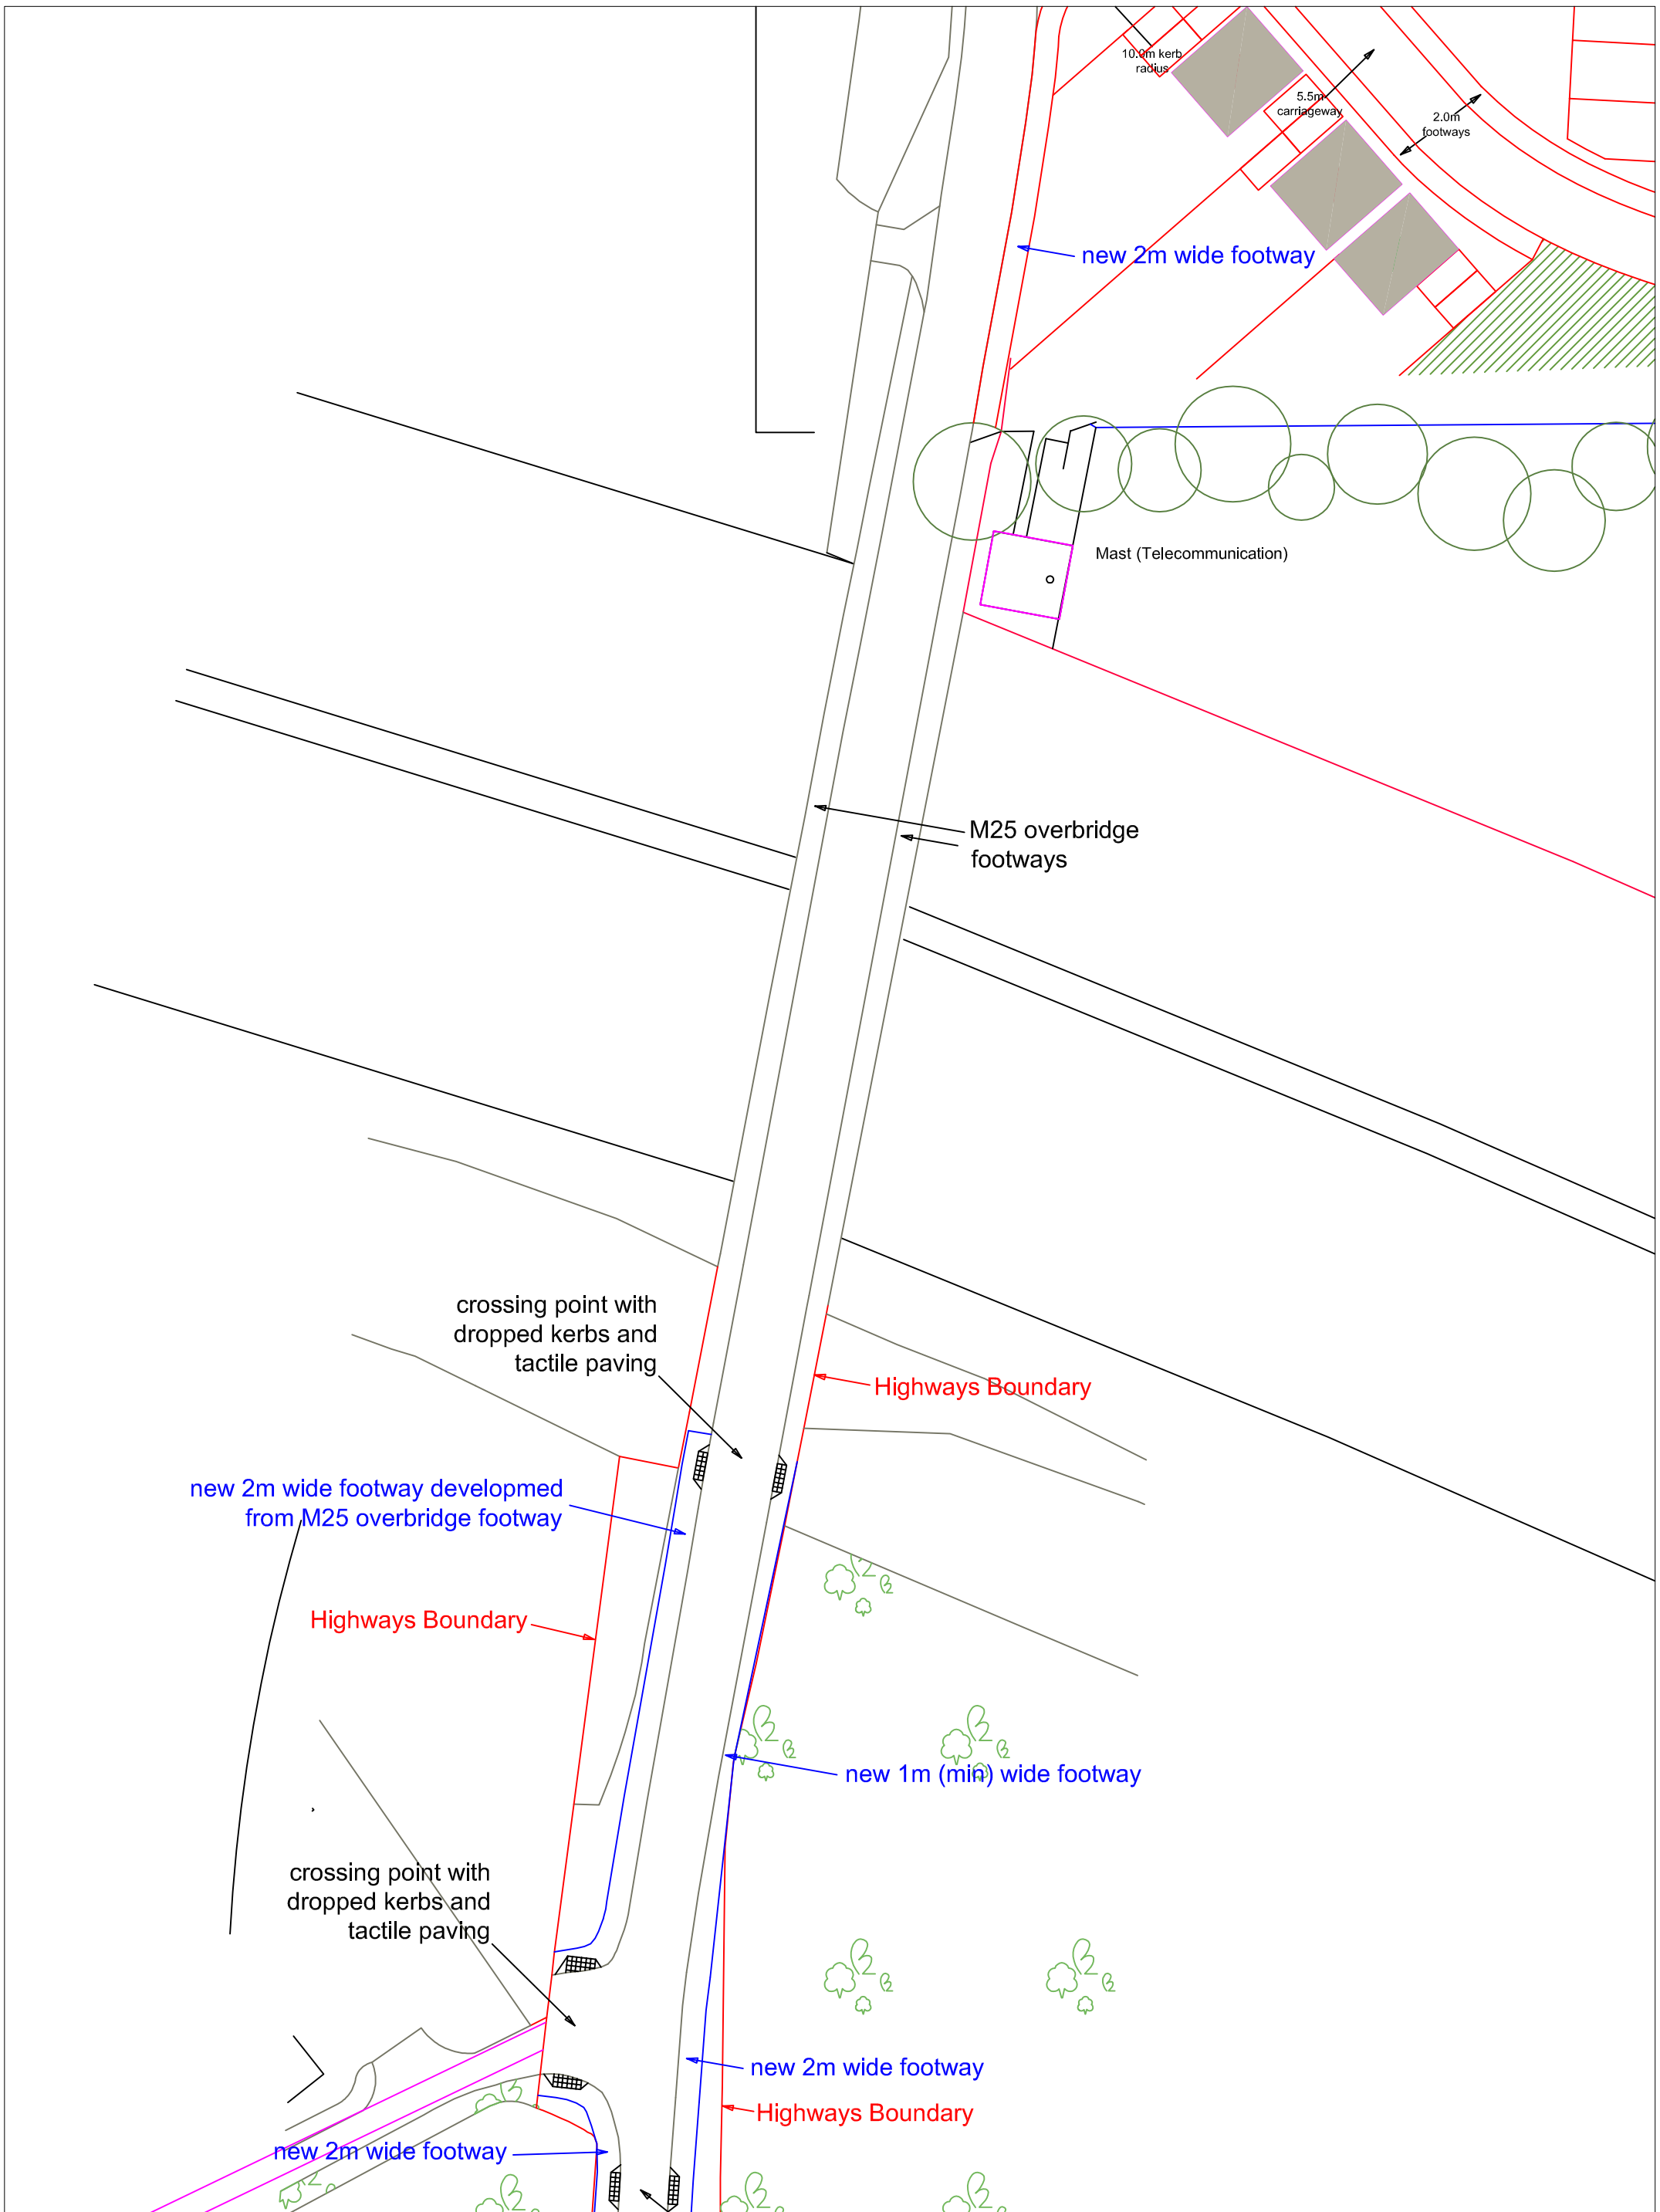 10.0m kerb
radius
5.5m
carriageway
2.0m
footways
new 2m wide footway
Mast (Telecommunication)
M25 overbridge
footways
crossing point with
dropped kerbs and
tactile paving
Highways Boundary
new 2m wide footway developmed
from M25 overbridge footway
Highways Boundary
new 1m (min) wide footway
crossing point with
dropped kerbs and
tactile paving
new 2m wide footway
Highways Boundary
new 2m wide footway